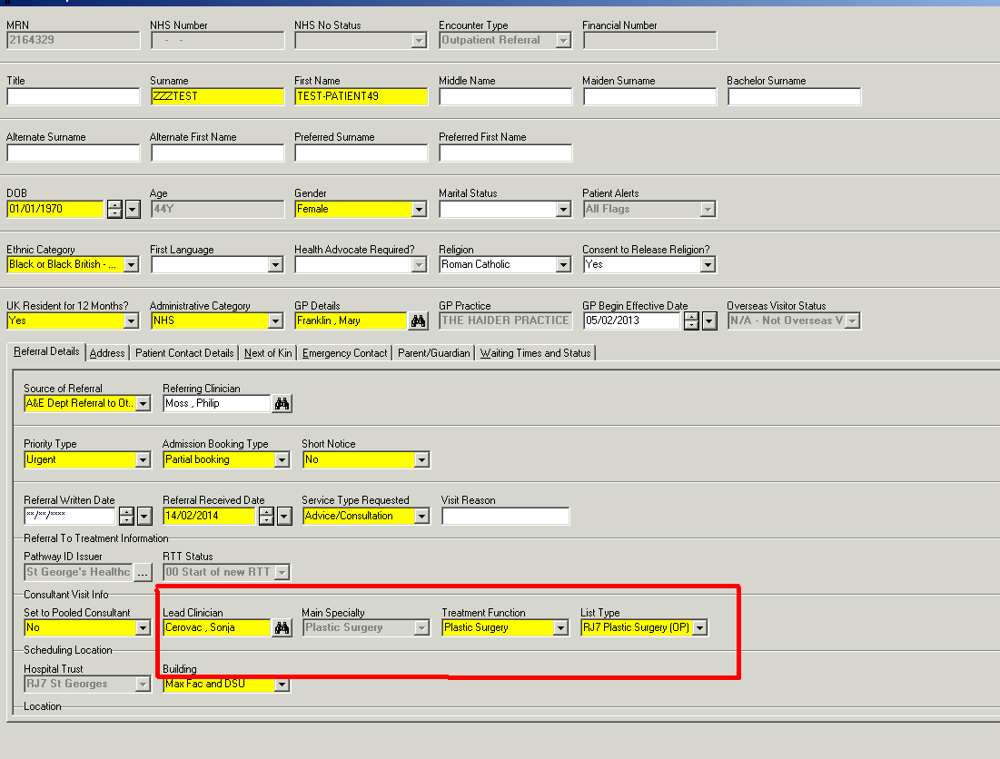 MRN NHS Number NHS No Status Encounter Type Financial Number
2164329 - - Outpatient Referral
Title Surname First Name Middle Name Maiden Surname Bachelor Surname
ZZZTEST TEST-PATIENT49
Alternate Surname Alternate First Name Preferred Surname Preferred First Name
DOB Age Gender Marital Status Patient Alerts
01/01/1970 44Y Female All Flags
Ethnic Category First Language Health Advocate Required? Religion Consent to Release Religion?
Black or Black British - ... Roman Catholic Yes
UK Resident for 12 Months? Administrative Category GP Details GP Practice GP Begin Effective Date Overseas Visitor Status
Yes NHS Franklin , Mary THE HAIDER PRACTICE 05/02/2013 N/A - Not Overseas V
Referral Details Address Patient Contact Details Next of Kin Emergency Contact Parent/Guardian Waiting Times and Status
Source of Referral Referring Clinician
A&E Dept Referral to Ot.. Moss , Philip
Priority Type Admission Booking Type Short Notice
Urgent Partial booking No
Referral Written Date Referral Received Date Service Type Requested Visit Reason
**/**/**** 14/02/2014 Advice/Consultation
Referral To Treatment Information
Pathway ID Issuer RTT Status
St George's Healthc ... 00 Start of new RTT
Consultant Visit Info
Set to Pooled Consultant Lead Clinician Main Specialty Treatment Function List Type
No Cerovac , Sonja Plastic Surgery Plastic Surgery RJ7 Plastic Surgery (OP)
Scheduling Location
Hospital Trust Building
RJ7 St Georges Max Fac and DSU
Location